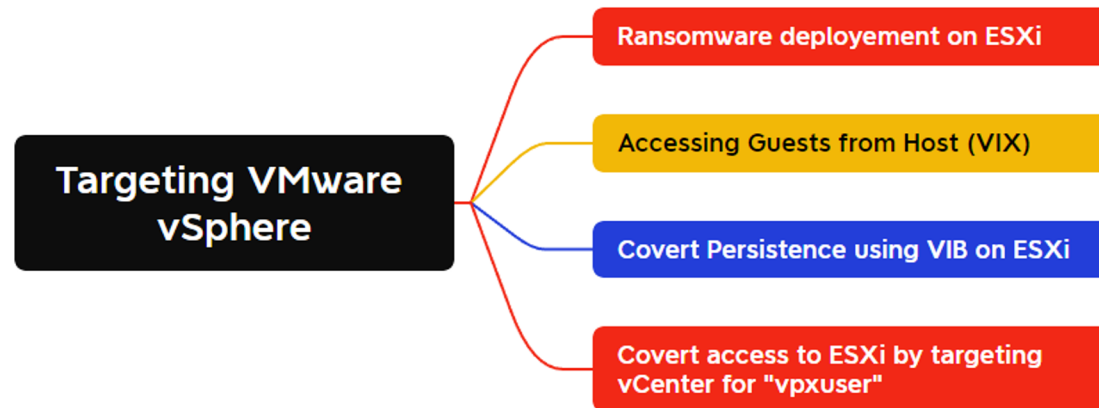 Targeting VMware
vSphere
Ransomware deployement on ESXi
Accessing Guests from Host (VIX)
Covert Persistence using VIB on ESXi
Covert access to ESXi by targeting
vCenter for "vpxuser"